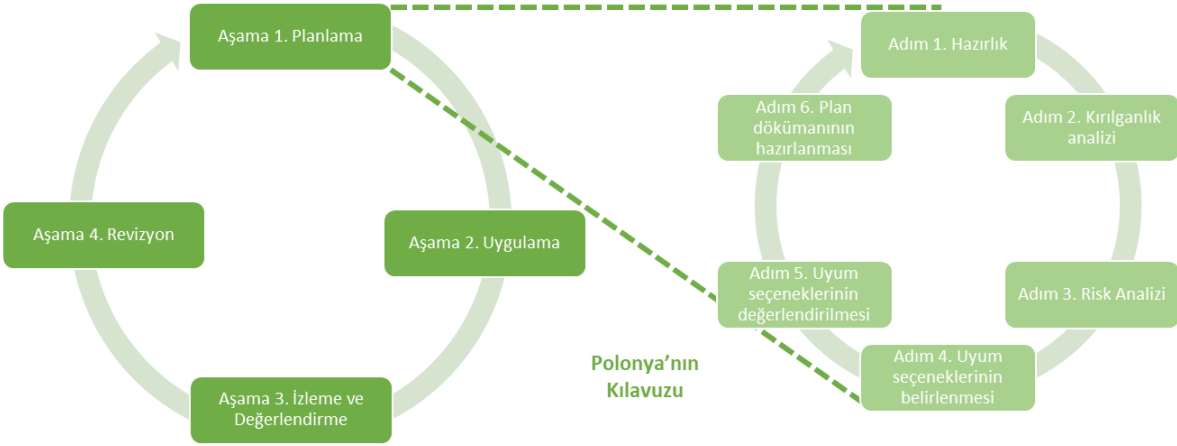 Aşama 1. Planlama
Aşama 2. Uygulama
Aşama 3. İzleme ve
Değerlendirme
Aşama 4. Revizyon
Polonya’nın
Kılavuzu
Adım 1. Hazırlık
Adım 2. Kırılganlık
analizi
Adım 3. Risk Analizi
Adım 4. Uyum
seçeneklerinin
belirlenmesi
Adım 5. Uyum
seçeneklerinin
değerlendirilmesi
Adım 6. Plan
dökümanının
hazırlanması